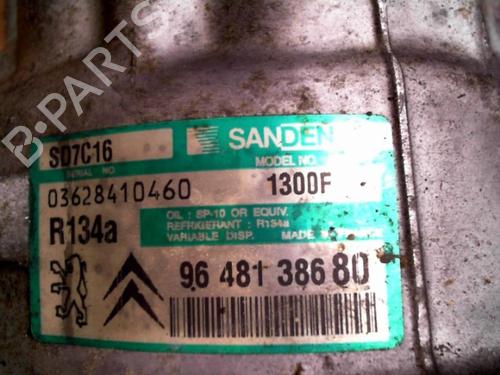 B-PARTS
SD7C16
SANDEN
SERIAL NO.
MODEL NO.
03628410460
1300F
R134a
OIL : SP-10 OR EQUIV.
REFRIGERANT : R134a
VARIABLE DISP. MADE
96 481 386 80